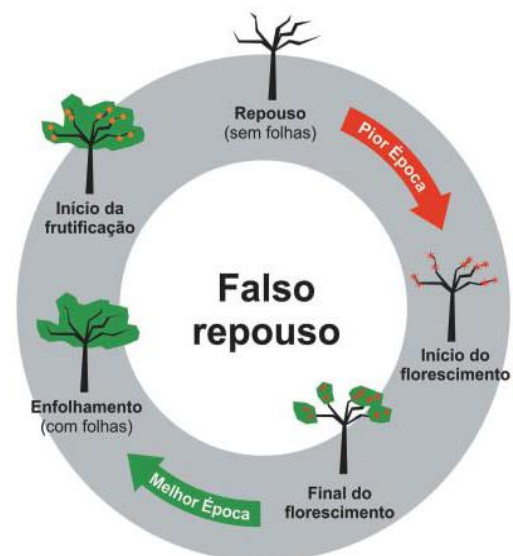 Repouso
(sem folhas)
Pior Época
Início do
florescimento
Final do
florescimento
Melhor Época
Enfolhamento
(com folhas)
Início da
frutificação
Falso
repouso